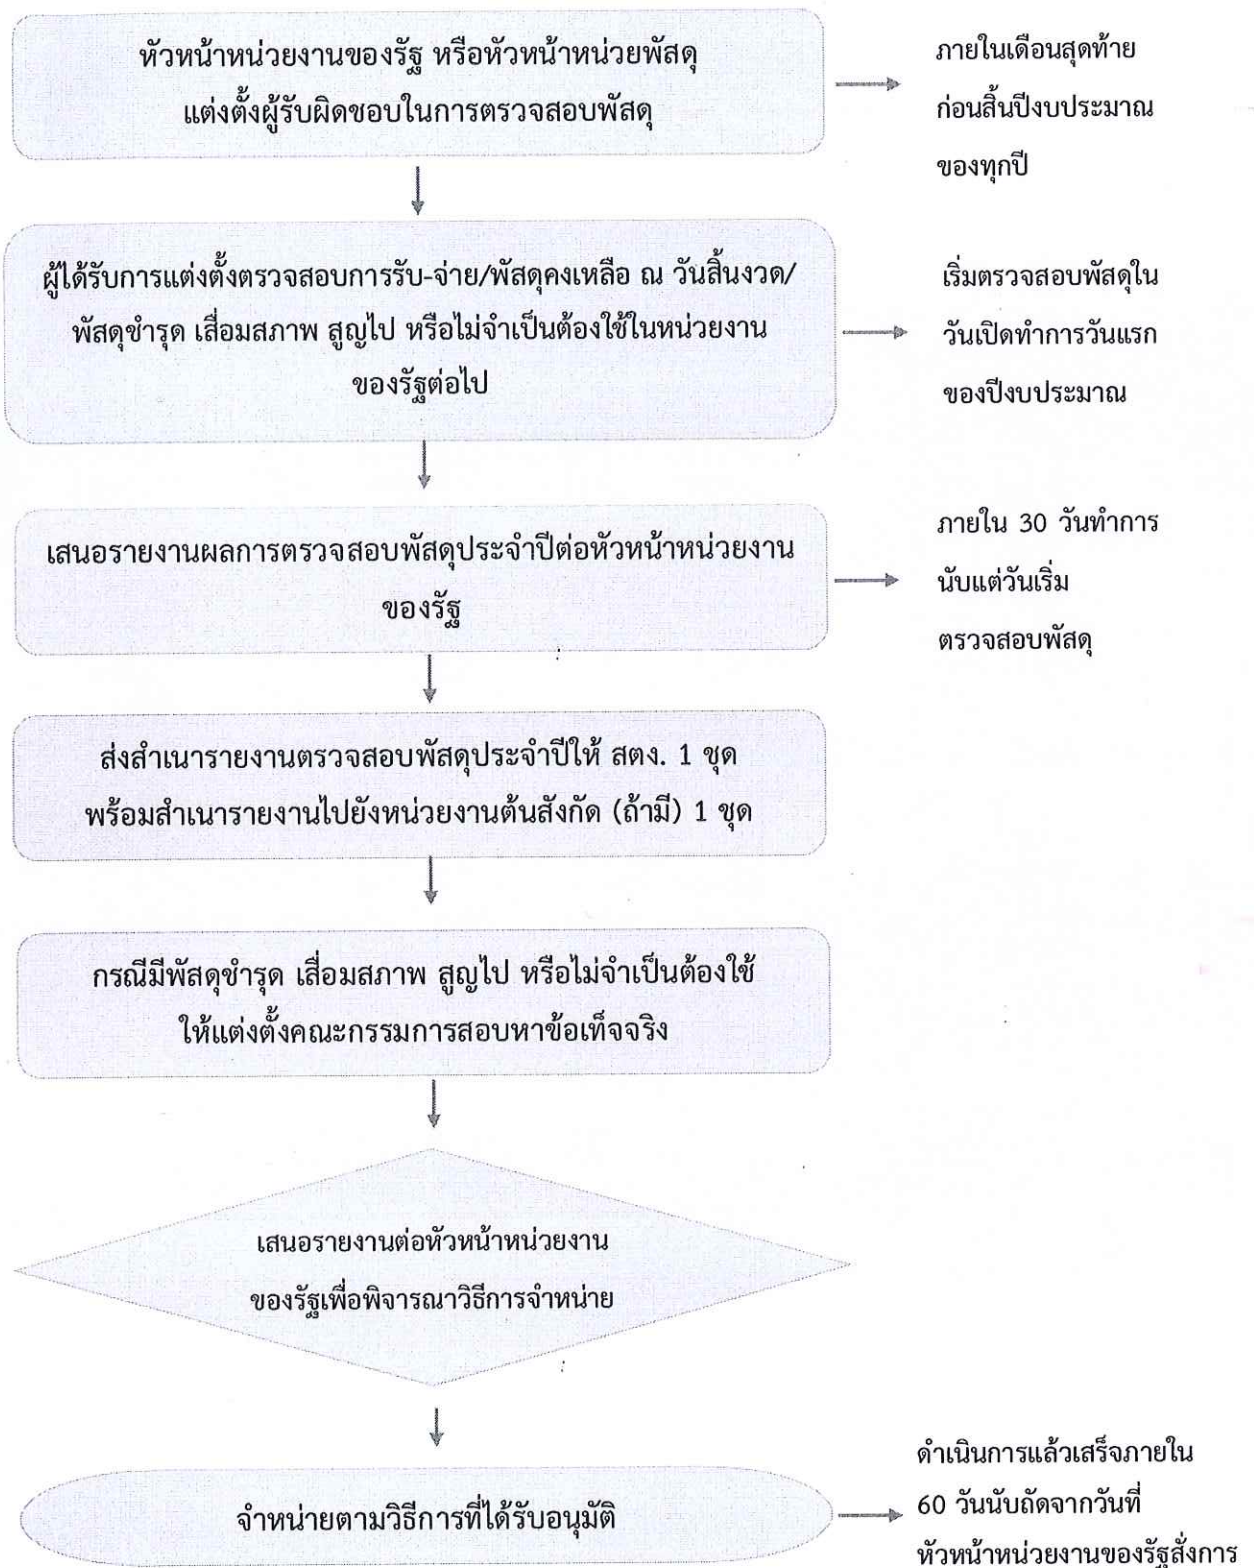 หัวหน้าหน่วยงานของรัฐ หรือหัวหน้าหน่วยพัสดุ
แต่งตั้งผู้รับผิดชอบในการตรวจสอบพัสดุ
ภายในเดือนสุดท้าย
ก่อนสิ้นปีงบประมาณ
ของทุกปี
ผู้ได้รับการแต่งตั้งตรวจสอบการรับ-จ่าย/พัสดุคงเหลือ ณ วันสิ้นงวด/
พัสดุชำรุด เสื่อมสภาพ สูญไป หรือไม่จำเป็นต้องใช้ในหน่วยงาน
ของรัฐต่อไป
เริ่มตรวจสอบพัสดุใน
วันเปิดทำการวันแรก
ของปีงบประมาณ
เสนอรายงานผลการตรวจสอบพัสดุประจำปีต่อหัวหน้าหน่วยงาน
ของรัฐ
ภายใน 30 วันทำการ
นับแต่วันเริ่ม
ตรวจสอบพัสดุ
ส่งสำเนารายงานตรวจสอบพัสดุประจำปีให้ สตง. 1 ชุด
พร้อมสำเนารายงานไปยังหน่วยงานต้นสังกัด (ถ้ามี) 1 ชุด
กรณีมีพัสดุชำรุด เสื่อมสภาพ สูญไป หรือไม่จำเป็นต้องใช้
ให้แต่งตั้งคณะกรรมการสอบหาข้อเท็จจริง
เสนอรายงานต่อหัวหน้าหน่วยงาน
ของรัฐเพื่อพิจารณาวิธีการจำหน่าย
จำหน่ายตามวิธีการที่ได้รับอนุมัติ
ดำเนินการแล้วเสร็จภายใน
60 วันนับถัดจากวันที่
หัวหน้าหน่วยงานของรัฐสั่งการ